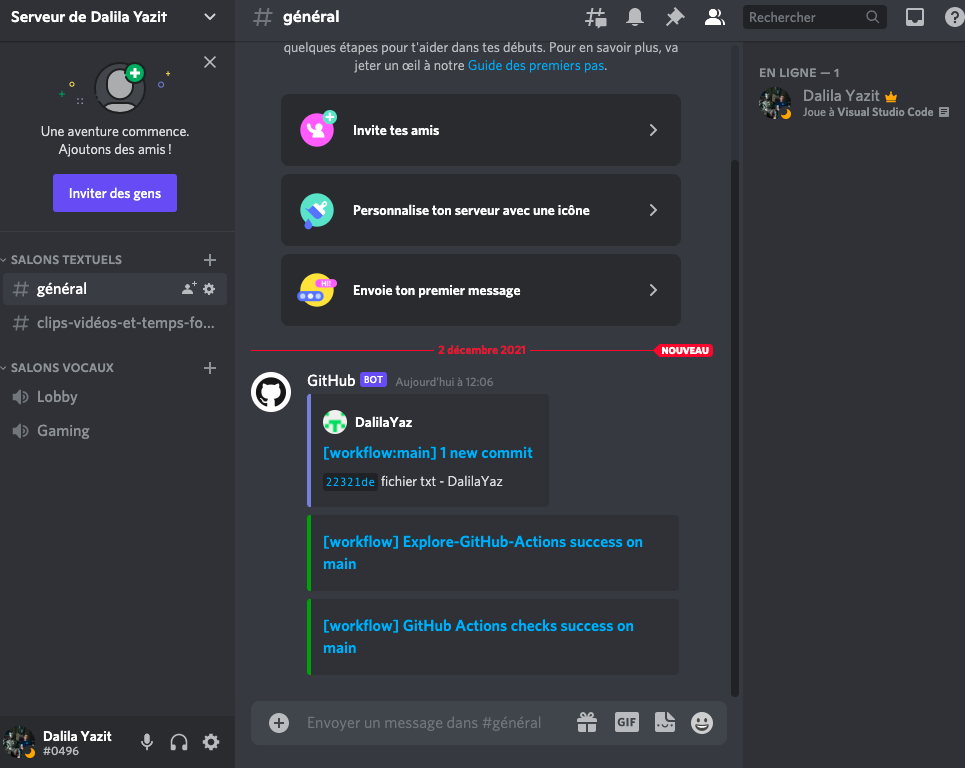 Serveur de Dalila Yazit
Une aventure commence.
Ajoutons des amis !
Inviter des gens
SALONS TEXTUELS
général
clips-vidéos-et-temps-fo...
SALONS VOCAUX
Lobby
Gaming
Dalila Yazit
#0496
# général
Rechercher
quelques étapes pour t'aider dans tes débuts. Pour en savoir plus, va
jeter un œil à notre Guide des premiers pas.
Invite tes amis
Personnalise ton serveur avec une icône
Hi!
Envoie ton premier message
2 décembre 2021
NOUVEAU
GitHub BOT Aujourd'hui à 12:06
DalilaYaz
[workflow:main] 1 new commit
22321de fichier txt - DalilaYaz
[workflow] Explore-GitHub-Actions success on
main
[workflow] GitHub Actions checks success on
main
Envoyer un message dans #général
GIF
EN LIGNE — 1
Dalila Yazit
Joue à Visual Studio Code